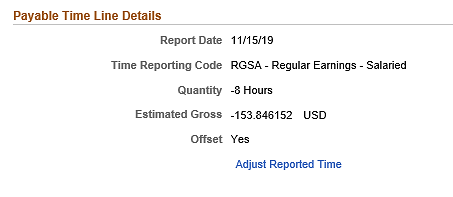 Payable Time Line Details
Report Date 11/15/19
Time Reporting Code RGSA - Regular Earnings - Salaried
Quantity -8 Hours
Estimated Gross -153.846152 USD
Offset Yes
Adjust Reported Time